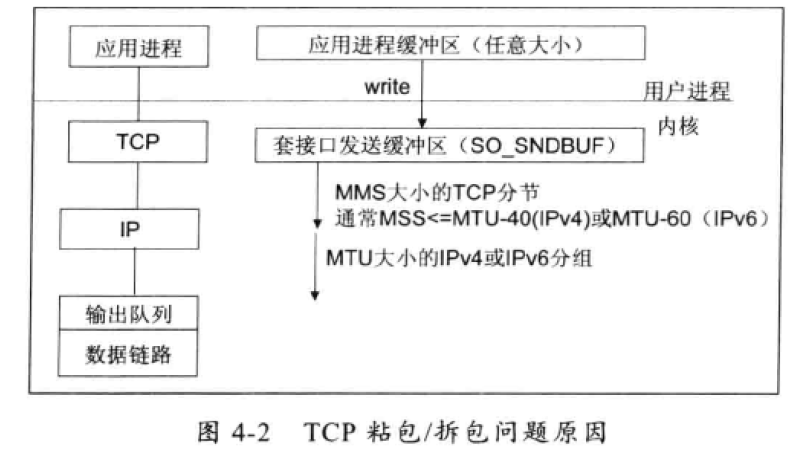 应用进程
应用进程缓冲区（任意大小）
write
用户进程
内核
TCP
套接口发送缓冲区（SO_SNDBUF）
MMS大小的TCP分节
通常MSS<=MTU-40(IPv4)或MTU-60（IPv6）
IP
MTU大小的IPv4或IPv6分组
输出队列
数据链路
图 4-2 TCP 粘包/拆包问题原因